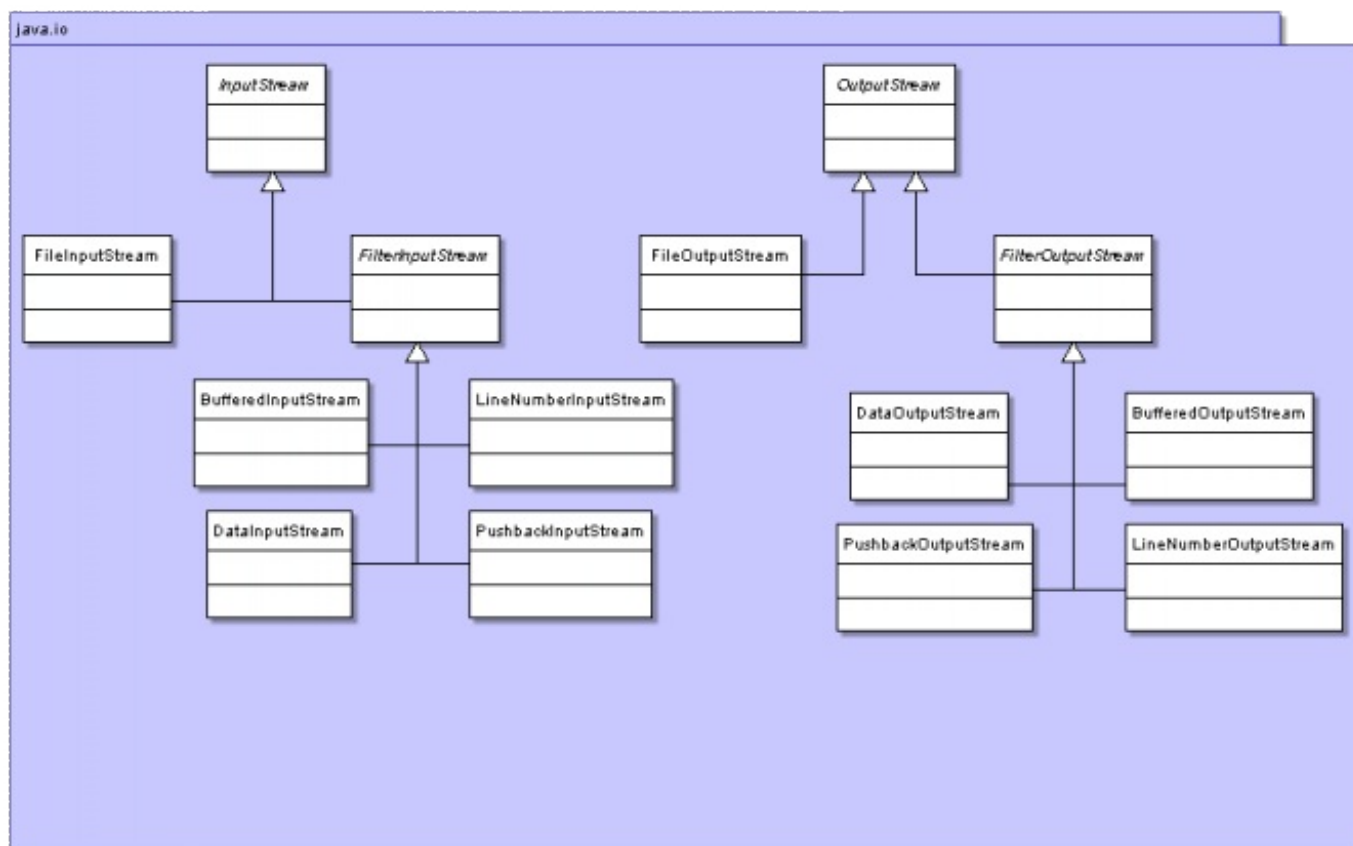 java.io
InputStream
OutputStream
FileInputStream
FilterInputStream
FileOutputStream
FilterOutputStream
BufferedInputStream
LineNumberInputStream
DataOutputStream
BufferedOutputStream
DataInputStream
PushbackInputStream
PushbackOutputStream
LineNumberOutputStream